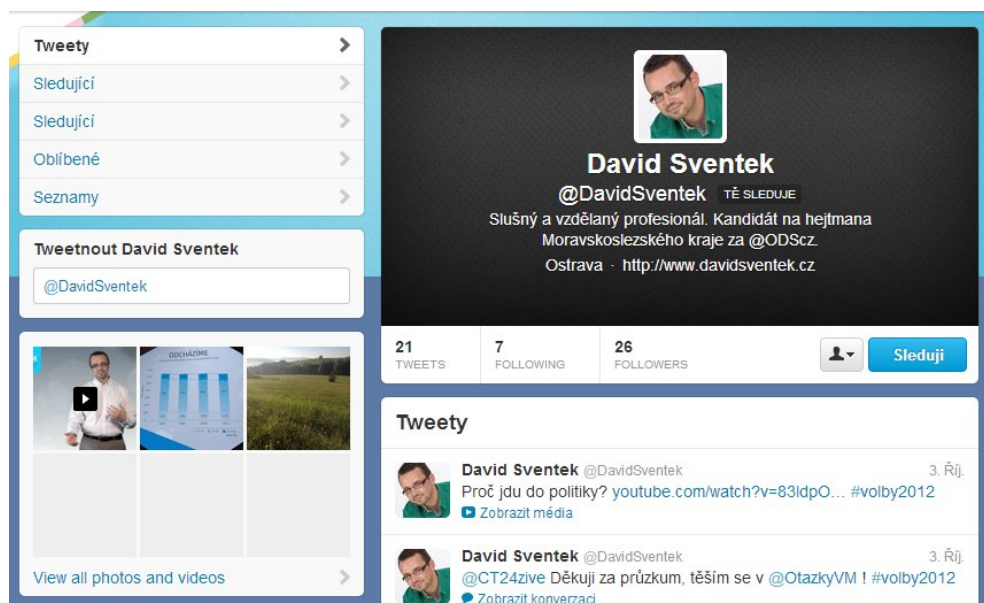 Tweety
Sledující
Sledující
Oblíbené
Seznamy
Tweetnout David Sventek
@DavidSventek
ODCHÁZÍME
View all photos and videos
David Sventek
@DavidSventek TĚ SLEDUJE
Slušný a vzdělaný profesionál. Kandidát na hejtmana
Moravskoslezského kraje za @ODScz.
Ostrava · http://www.davidsventek.cz
21 7 26
TWEETS FOLLOWING FOLLOWERS
Sleduji
Tweety
David Sventek @DavidSventek 3. Říj.
Proč jdu do politiky? youtube.com/watch?v=83ldpO… #volby2012
Zobrazit média
David Sventek @DavidSventek 3. Říj.
@CT24zive Děkuji za průzkum, těším se v @OtazkyVM ! #volby2012
Zobrazit konverzaci